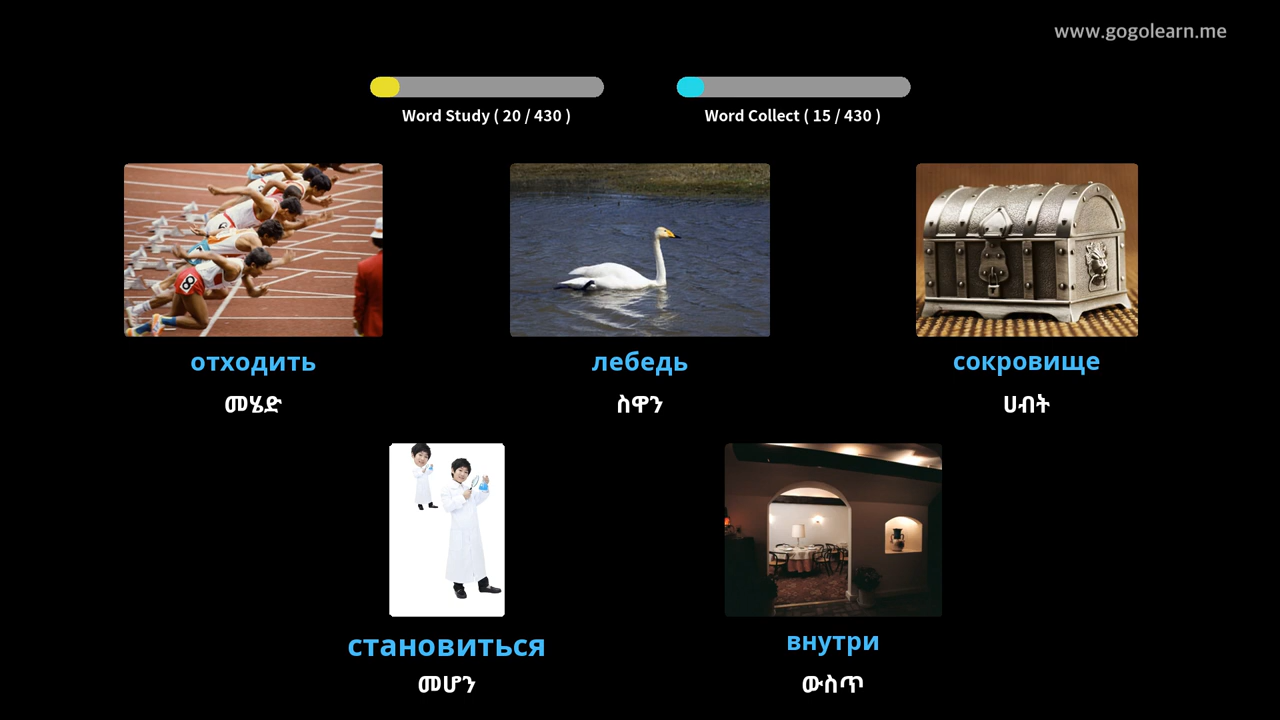 www.gogolearn.me
Word Study ( 20 / 430 )
Word Collect ( 15 / 430 )
отходить
лебедь
сокровище
መሄድ
ስዋን
ሀብት
становиться
внутри
መሆን
ውስጥ